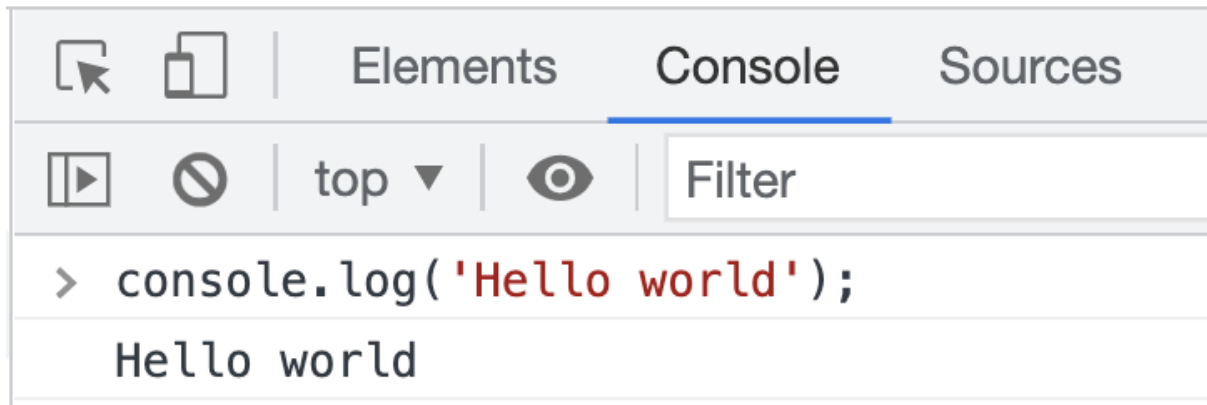 Elements Console Sources
top Filter
console.log('Hello world');
Hello world